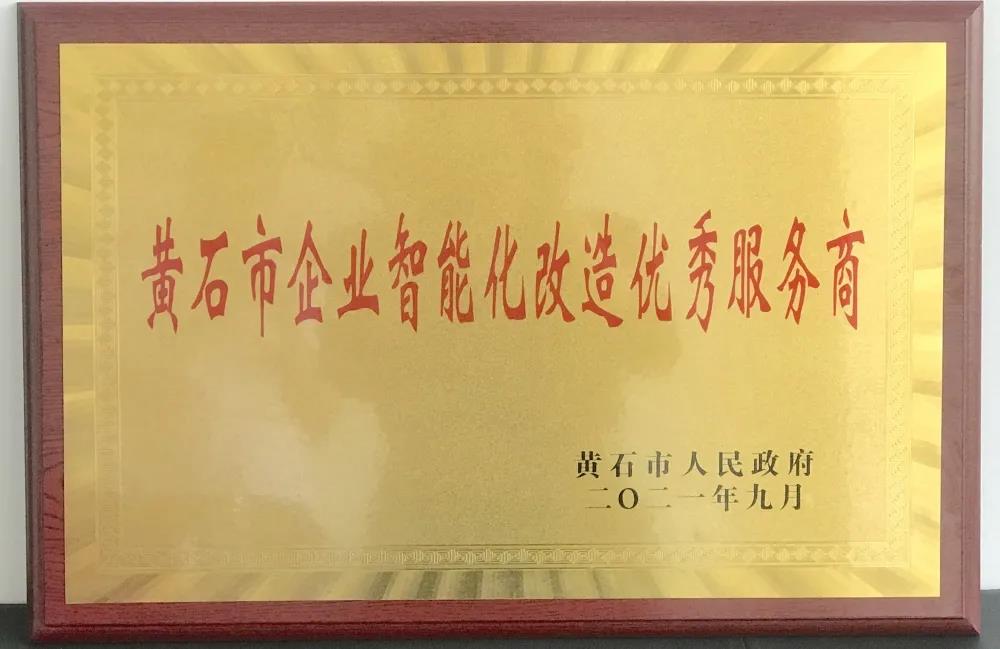 黄石市企业智能化改造优秀服务商
黄石市人民政府
二〇二一年九月